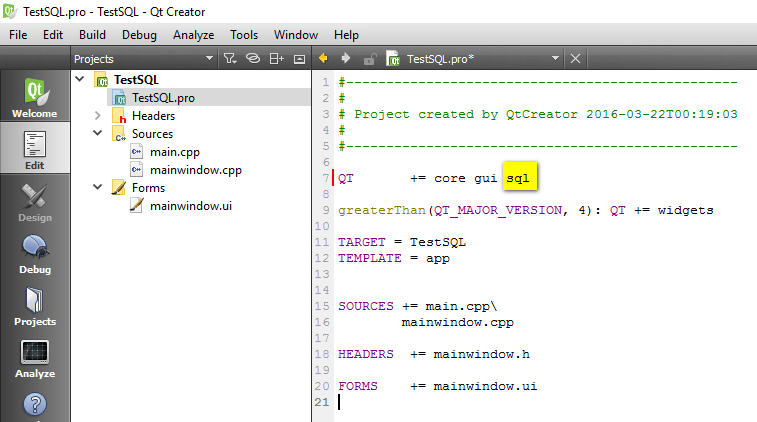 TestSQL.pro - TestSQL - Qt Creator
File Edit Build Debug Analyze Tools Window Help
Projects
TestSQL.pro*
Qt
Welcome
Edit
Design
Debug
Projects
Analyze
?
TestSQL
TestSQL.pro
Headers
Sources
main.cpp
mainwindow.cpp
Forms
mainwindow.ui
1 #-------------------------------------------------
2 #
3 # Project created by QtCreator 2016-03-22T00:19:03
4 #
5 #-------------------------------------------------
6
7 QT += core gui sql
8
9 greaterThan(QT_MAJOR_VERSION, 4): QT += widgets
10
11 TARGET = TestSQL
12 TEMPLATE = app
13
14
15 SOURCES += main.cpp\
16 mainwindow.cpp
17
18 HEADERS += mainwindow.h
19
20 FORMS += mainwindow.ui
21